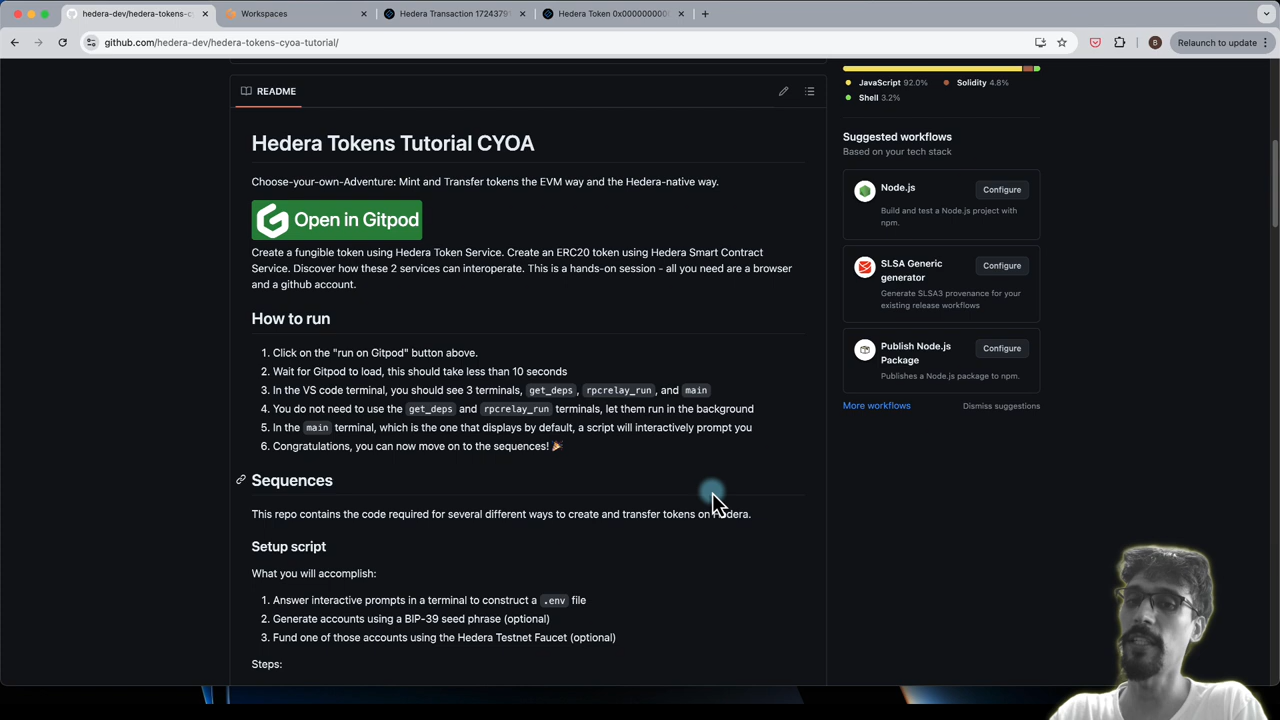 hedera-dev/hedera-tokens-c
Workspaces
Hedera Transaction 17243791
Hedera Token 0x0000000000
github.com/hedera-dev/hedera-tokens-cyoa-tutorial/
B
Relaunch to update
README
Hedera Tokens Tutorial CYOA
Choose-your-own-Adventure: Mint and Transfer tokens the EVM way and the Hedera-native way.
Open in Gitpod
Create a fungible token using Hedera Token Service. Create an ERC20 token using Hedera Smart Contract
Service. Discover how these 2 services can interoperate. This is a hands-on session - all you need are a browser
and a github account.
How to run
1. Click on the "run on Gitpod" button above.
2. Wait for Gitpod to load, this should take less than 10 seconds
3. In the VS code terminal, you should see 3 terminals, get_deps, rpcrelay_run, and main
4. You do not need to use the get_deps and rpcrelay_run terminals, let them run in the background
5. In the main terminal, which is the one that displays by default, a script will interactively prompt you
6. Congratulations, you can now move on to the sequences! 🎉
Sequences
This repo contains the code required for several different ways to create and transfer tokens on Hedera.
Setup script
What you will accomplish:
1. Answer interactive prompts in a terminal to construct a .env file
2. Generate accounts using a BIP-39 seed phrase (optional)
3. Fund one of those accounts using the Hedera Testnet Faucet (optional)
Steps:
JavaScript 92.0% Solidity 4.8%
Shell 3.2%
Suggested workflows
Based on your tech stack
Node.js
Configure
Build and test a Node.js project with
npm.
SLSA Generic
generator
Configure
Generate SLSA3 provenance for your
existing release workflows
Publish Node.js
Package
Configure
Publishes a Node.js package to npm.
More workflows
Dismiss suggestions